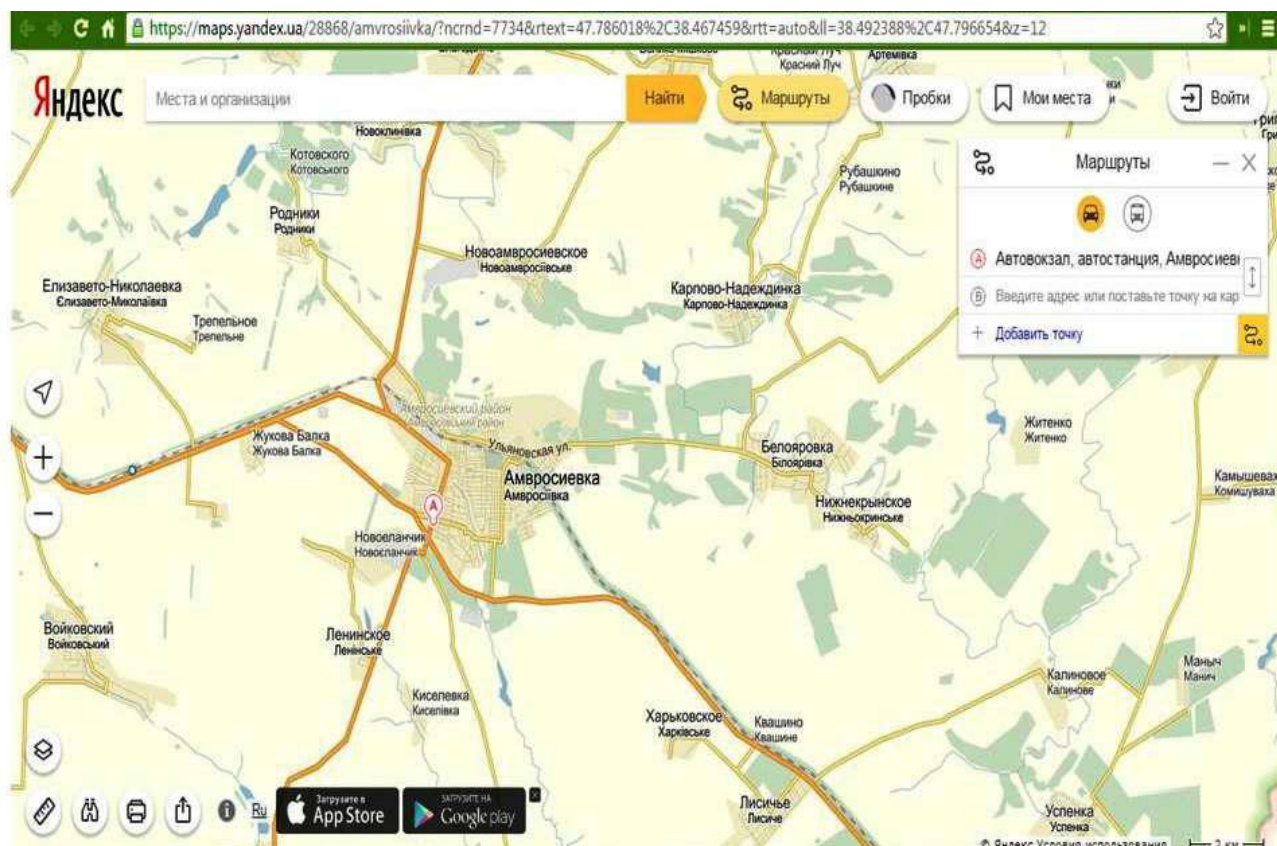 https://maps.yandex.ua/28868/amvrosiivka/?ncrnd=7734&rtext=47.786018%2C38.467459&rtt=auto&ll=38.492388%2C47.796654&z=12
Красный Луч
Артемівка
Яндекс
Места и организации
Найти
Маршруты
Пробки
Мои места
Войти
Новоклинівка
Котовского
Котовського
Родники
Родники
Рубашкино
Рубашкине
Маршруты
Автовокзал, автостанция, Амвросиев
Введите адрес или поставьте точку на кар
Добавить точку
Новоамвросиевское
Новоамвросіївське
Елизавето-Николаевка
Єлизавето-Миколаївка
Карпово-Надеждинка
Карпово-Надеждинка
Трепельное
Трепельне
Амвросиевский район
Амвросіївський район
Житенко
Житенко
Жукова Балка
Жукова Балка
Ульяновская ул.
Белояровка
Білоярівка
Амвросиевка
Амвросіївка
Камышевах
Комишуваха
Нижнекрынское
Нижньокринське
A
Новоеланчик
Новоєланчик
Войковский
Войковський
Ленинское
Ленінське
Калиновое
Калинове
Маныч
Манич
Киселевка
Киселівка
Харьковское
Харківське
Квашино
Квашине
Лисичье
Лисиче
Успенка
Успенка
Ru
Загрузите в
App Store
ЗАГРУЗИТЕ НА
Google play
© Яндекс Условия использования
2 км